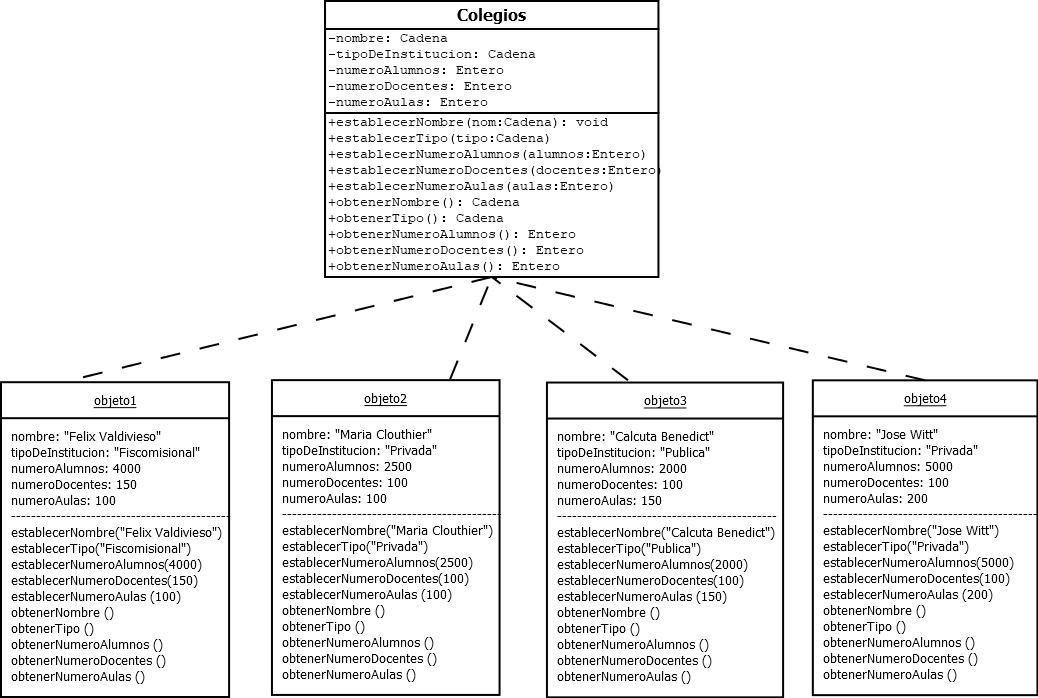 Colegios
-nombre: Cadena
-tipoDeInstitucion: Cadena
-numeroAlumnos: Entero
-numeroDocentes: Entero
-numeroAulas: Entero
+establecerNombre(nom:Cadena): void
+establecerTipo(tipo:Cadena)
+establecerNumeroAlumnos(alumnos:Entero)
+establecerNumeroDocentes(docentes:Entero)
+establecerNumeroAulas(aulas:Entero)
+obtenerNombre(): Cadena
+obtenerTipo(): Cadena
+obtenerNumeroAlumnos(): Entero
+obtenerNumeroDocentes(): Entero
+obtenerNumeroAulas(): Entero
objeto1
nombre: "Felix Valdivieso"
tipoDeInstitucion: "Fiscomisional"
numeroAlumnos: 4000
numeroDocentes: 150
numeroAulas: 100
establecerNombre("Felix Valdivieso")
establecerTipo("Fiscomisional")
establecerNumeroAlumnos(4000)
establecerNumeroDocentes(150)
establecerNumeroAulas (100)
obtenerNombre ()
obtenerTipo ()
obtenerNumeroAlumnos ()
obtenerNumeroDocentes ()
obtenerNumeroAulas ()
objeto2
nombre: "Maria Clouthier"
tipoDeInstitucion: "Privada"
numeroAlumnos: 2500
numeroDocentes: 100
numeroAulas: 100
establecerNombre("Maria Clouthier")
establecerTipo("Privada")
establecerNumeroAlumnos(2500)
establecerNumeroDocentes(100)
establecerNumeroAulas (100)
obtenerNombre ()
obtenerTipo ()
obtenerNumeroAlumnos ()
obtenerNumeroDocentes ()
obtenerNumeroAulas ()
objeto3
nombre: "Calcuta Benedict"
tipoDeInstitucion: "Publica"
numeroAlumnos: 2000
numeroDocentes: 100
numeroAulas: 150
establecerNombre("Calcuta Benedict")
establecerTipo("Publica")
establecerNumeroAlumnos(2000)
establecerNumeroDocentes(100)
establecerNumeroAulas (150)
obtenerNombre ()
obtenerTipo ()
obtenerNumeroAlumnos ()
obtenerNumeroDocentes ()
obtenerNumeroAulas ()
objeto4
nombre: "Jose Witt"
tipoDeInstitucion: "Privada"
numeroAlumnos: 5000
numeroDocentes: 100
numeroAulas: 200
establecerNombre("Jose Witt")
establecerTipo("Privada")
establecerNumeroAlumnos(5000)
establecerNumeroDocentes(100)
establecerNumeroAulas (200)
obtenerNombre ()
obtenerTipo ()
obtenerNumeroAlumnos ()
obtenerNumeroDocentes ()
obtenerNumeroAulas ()